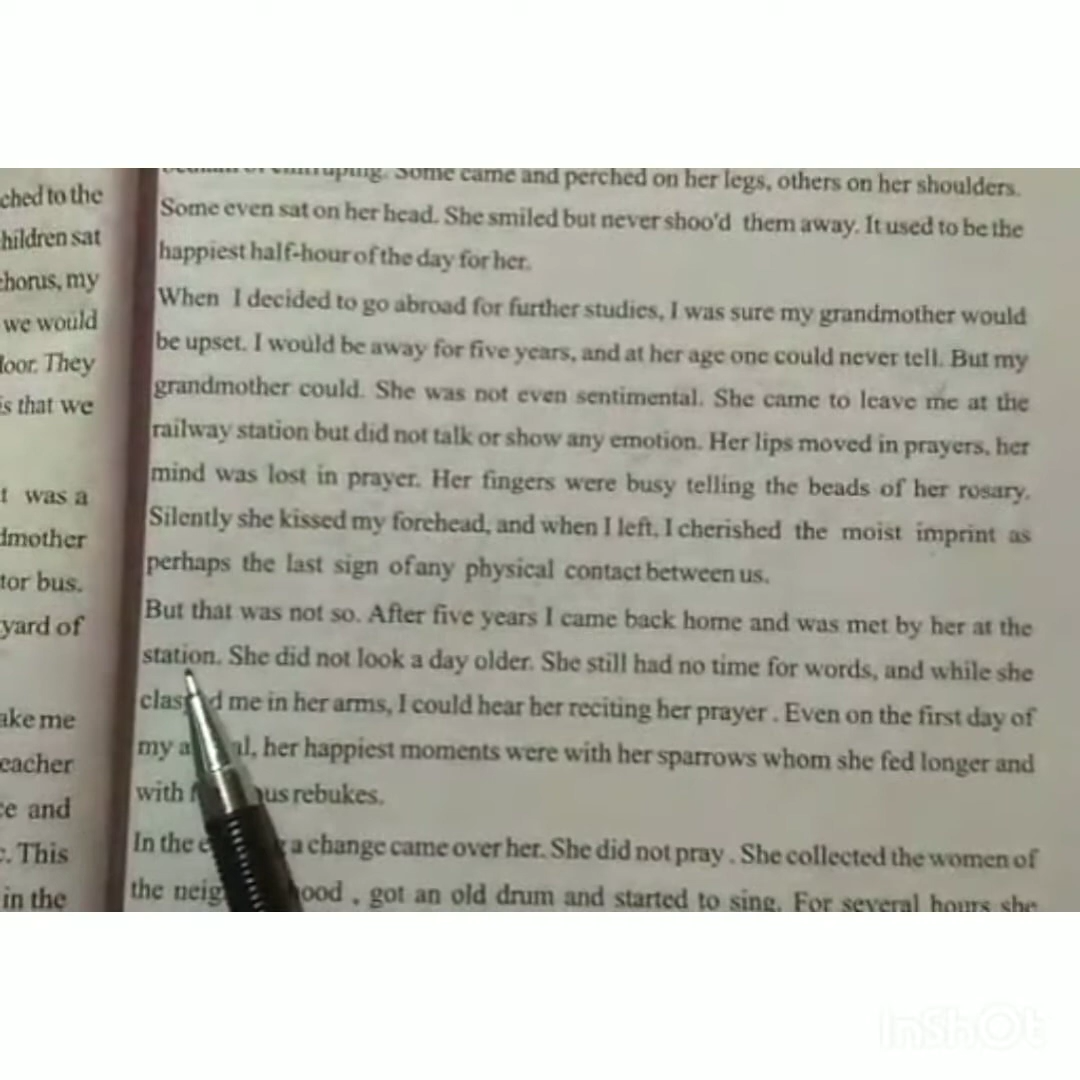 ched to the
hildren sat
chorus, my
we would
loor. They
is that we
t was a
dmother
tor bus.
yard of
ake me
eacher
ce and
c. This
in the
Some came and perched on her legs, others on her shoulders.
Some even sat on her head. She smiled but never shoo'd them away. It used to be the
happiest half-hour of the day for her.
When I decided to go abroad for further studies, I was sure my grandmother would
be upset. I would be away for five years, and at her age one could never tell. But my
grandmother could. She was not even sentimental. She came to leave me at the
railway station but did not talk or show any emotion. Her lips moved in prayers, her
mind was lost in prayer. Her fingers were busy telling the beads of her rosary.
Silently she kissed my forehead, and when I left, I cherished the moist imprint as
perhaps the last sign of any physical contact between us.
But that was not so. After five years I came back home and was met by her at the
station. She did not look a day older. She still had no time for words, and while she
me in her arms, I could hear her reciting her prayer . Even on the first day of
my her happiest moments were with her sparrows whom she fed longer and
with rebukes.
In the a change came over her. She did not pray . She collected the women of
the , got an old drum and started to sing. For several hours she
InShOt